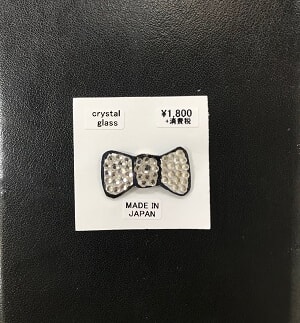 crystal
glass
¥1,800
+消費税
MADE IN
JAPAN